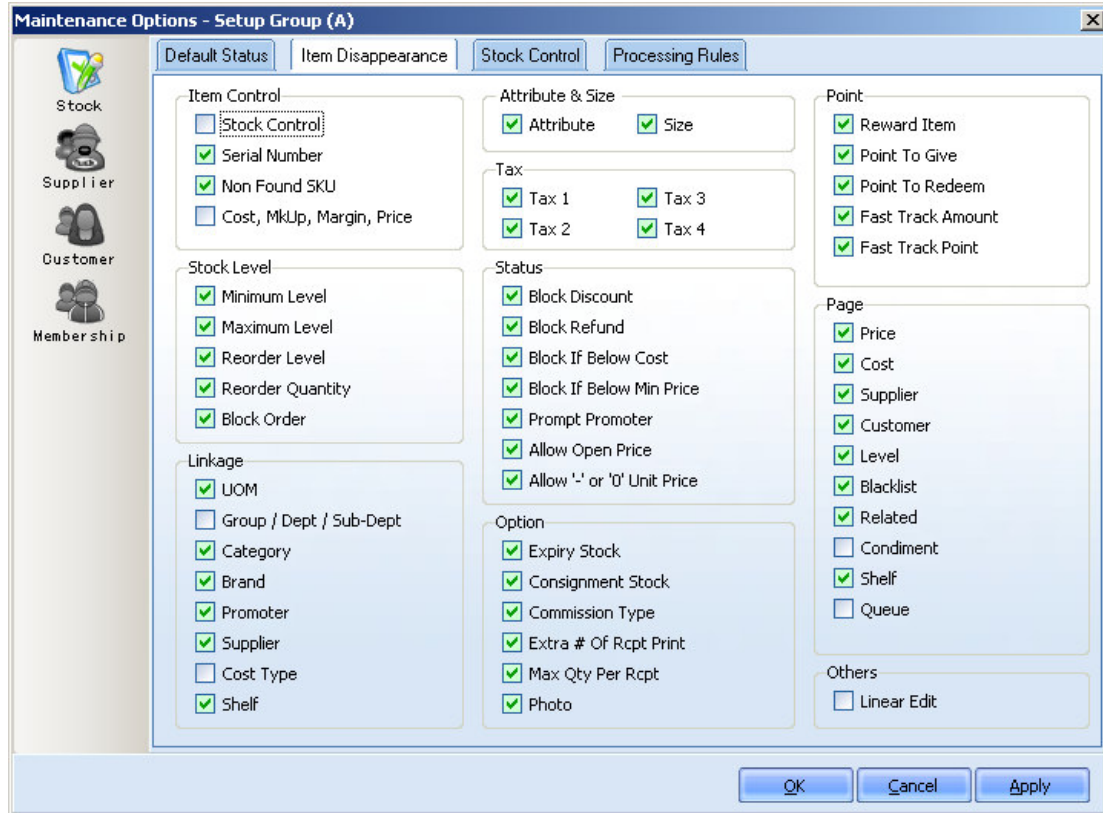 Maintenance Options - Setup Group (A)
Stock
Supplier
Customer
Membership
Default Status
Item Disappearance
Stock Control
Processing Rules
Item Control
Stock Control
Serial Number
Non Found SKU
Cost, MkUp, Margin, Price
Stock Level
Minimum Level
Maximum Level
Reorder Level
Reorder Quantity
Block Order
Linkage
UOM
Group / Dept / Sub-Dept
Category
Brand
Promoter
Supplier
Cost Type
Shelf
Attribute & Size
Attribute
Size
Tax
Tax 1
Tax 3
Tax 2
Tax 4
Status
Block Discount
Block Refund
Block If Below Cost
Block If Below Min Price
Prompt Promoter
Allow Open Price
Allow '-' or '0' Unit Price
Option
Expiry Stock
Consignment Stock
Commission Type
Extra # Of Rcpt Print
Max Qty Per Rcpt
Photo
Point
Reward Item
Point To Give
Point To Redeem
Fast Track Amount
Fast Track Point
Page
Price
Cost
Supplier
Customer
Level
Blacklist
Related
Condiment
Shelf
Queue
Others
Linear Edit
OK
Cancel
Apply